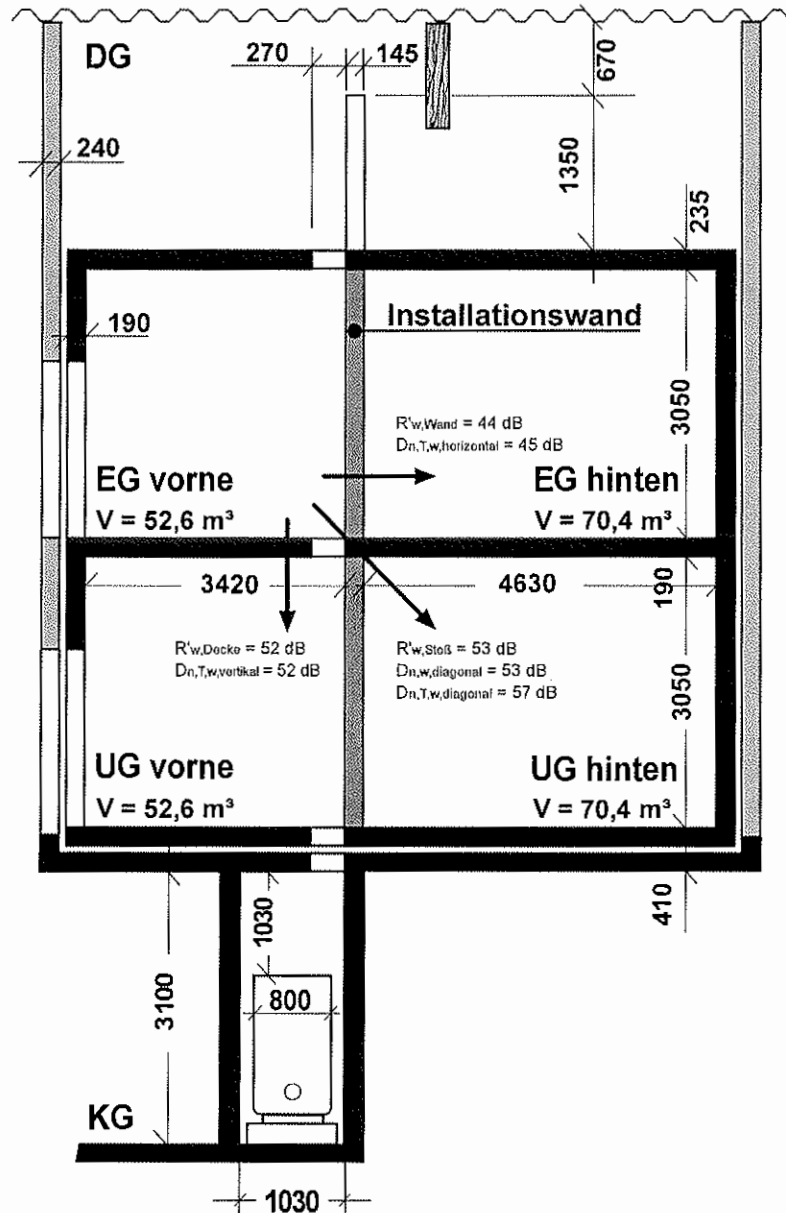 DG
270
145
670
240
1350
235
190
Installationswand
3050
R'w,Wand = 44 dB
Dn,T,w,horizontal = 45 dB
EG vorne
V = 52,6 m³
EG hinten
V = 70,4 m³
3420
4630
190
R'w,Decke = 52 dB
Dn,T,w,vertikal = 52 dB
R'w,Stoß = 53 dB
Dn,w,diagonal = 53 dB
Dn,T,w,diagonal = 57 dB
3050
UG vorne
V = 52,6 m³
UG hinten
V = 70,4 m³
410
1030
3100
800
KG
1030